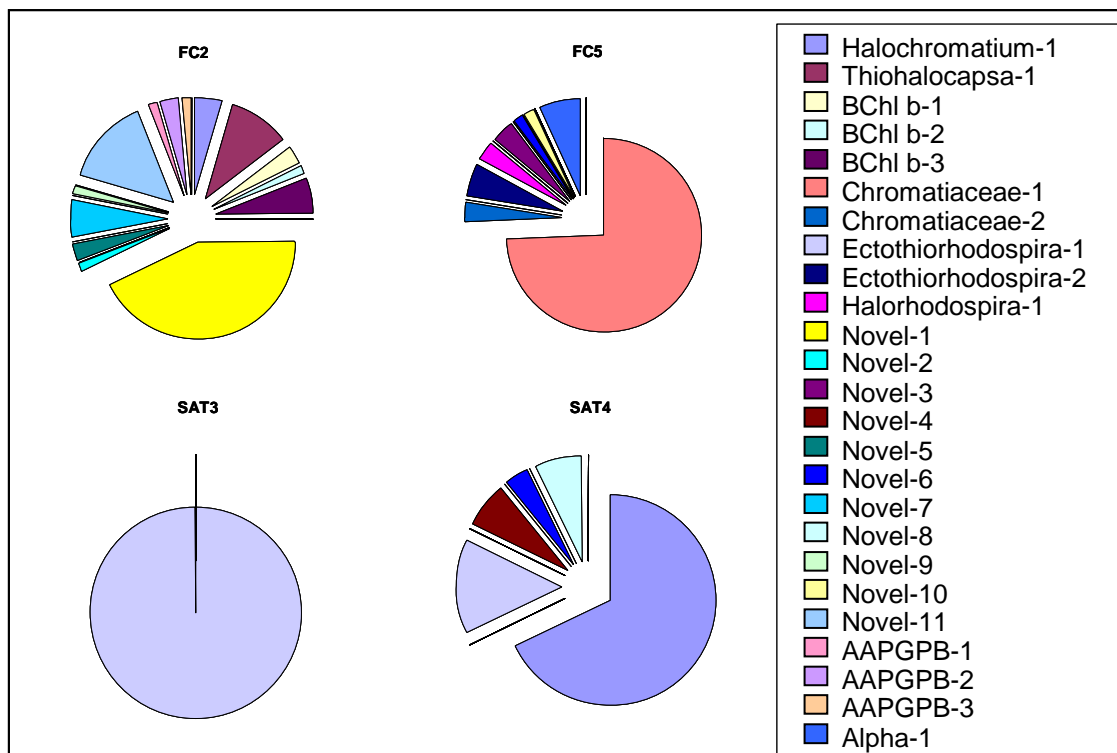 FC2
FC5
SAT3
SAT4
Halochromatium-1
Thiohalocapsa-1
BChl b-1
BChl b-2
BChl b-3
Chromatiaceae-1
Chromatiaceae-2
Ectothiorhodospira-1
Ectothiorhodospira-2
Halorhodospira-1
Novel-1
Novel-2
Novel-3
Novel-4
Novel-5
Novel-6
Novel-7
Novel-8
Novel-9
Novel-10
Novel-11
AAPGPB-1
AAPGPB-2
AAPGPB-3
Alpha-1